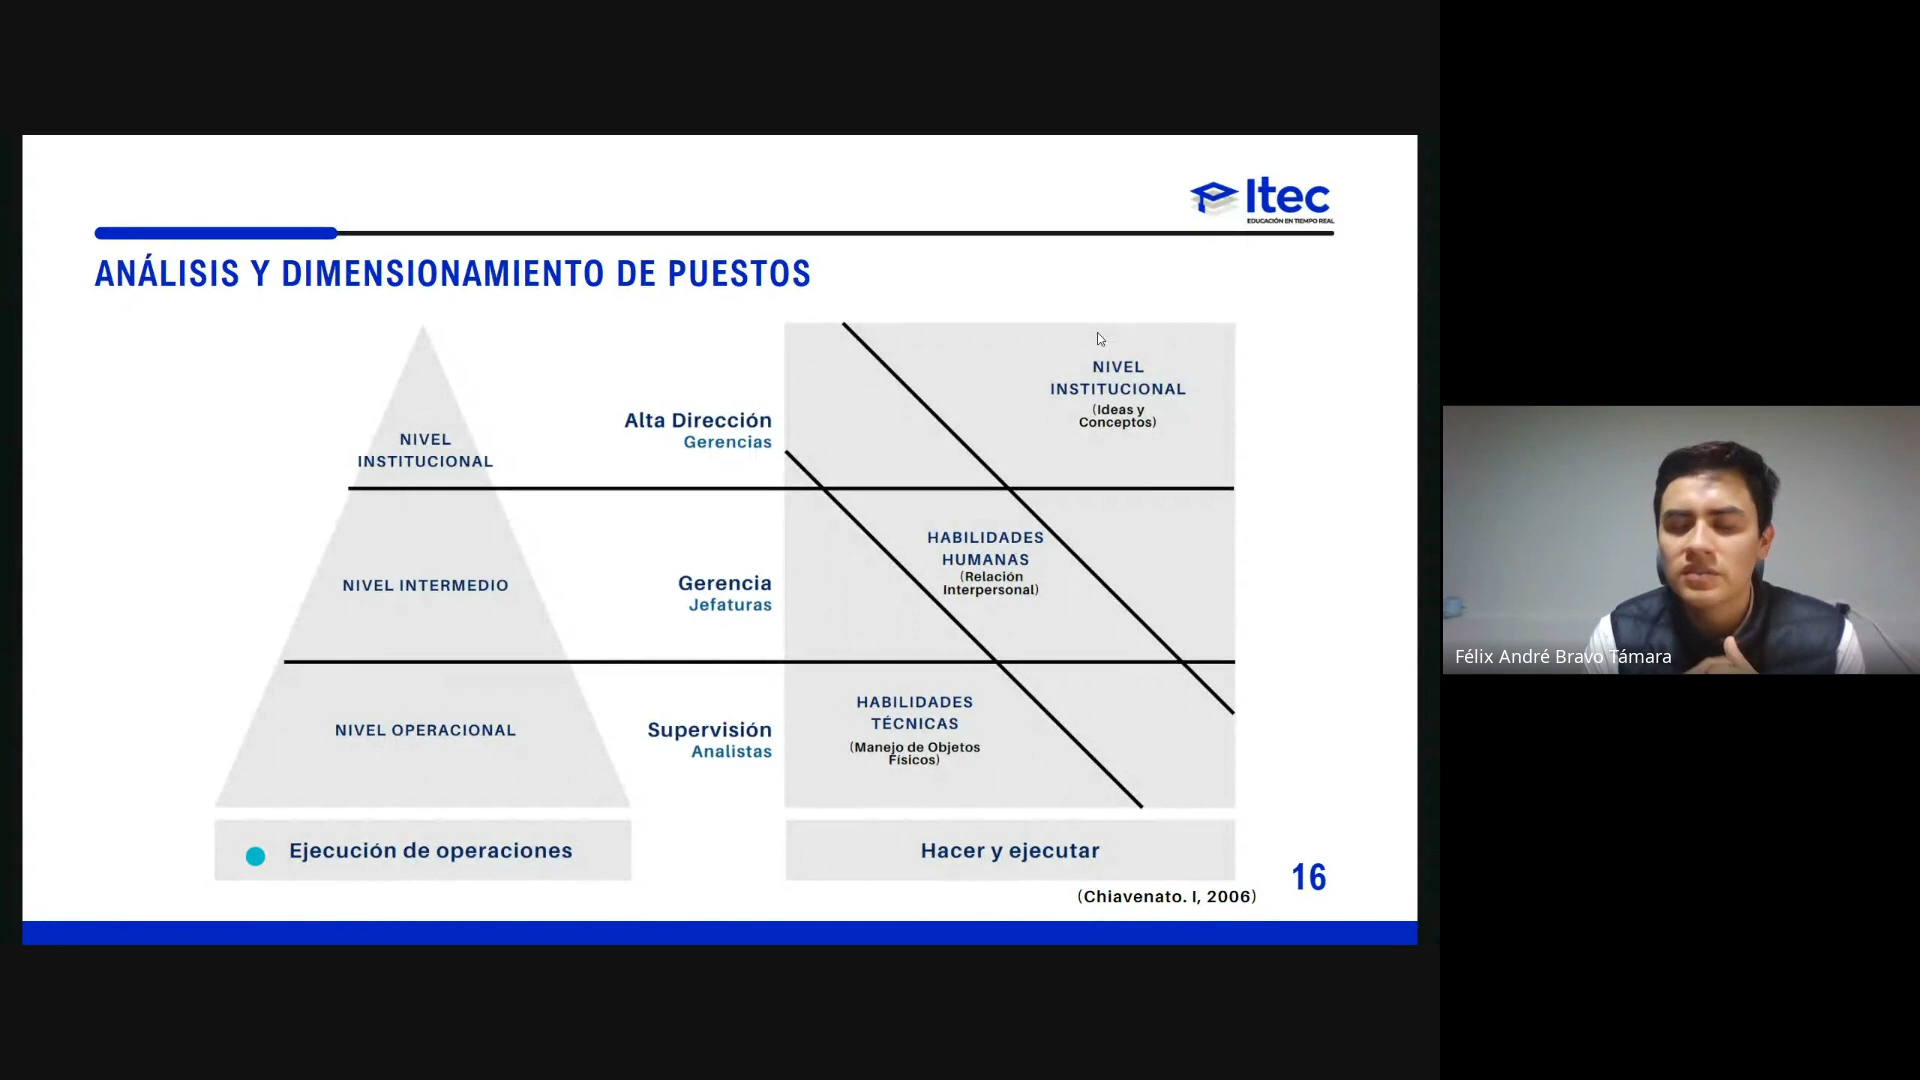 Itec
EDUCACIÓN EN TIEMPO REAL
ANÁLISIS Y DIMENSIONAMIENTO DE PUESTOS
NIVEL
INSTITUCIONAL
NIVEL INTERMEDIO
NIVEL OPERACIONAL
Alta Dirección
Gerencias
Gerencia
Jefaturas
Supervisión
Analistas
NIVEL
INSTITUCIONAL
(Ideas y
Conceptos)
HABILIDADES
HUMANAS
(Relación
Interpersonal)
HABILIDADES
TÉCNICAS
(Manejo de Objetos
Físicos)
Ejecución de operaciones
Hacer y ejecutar
(Chiavenato. I, 2006)
16
Félix André Bravo Támara